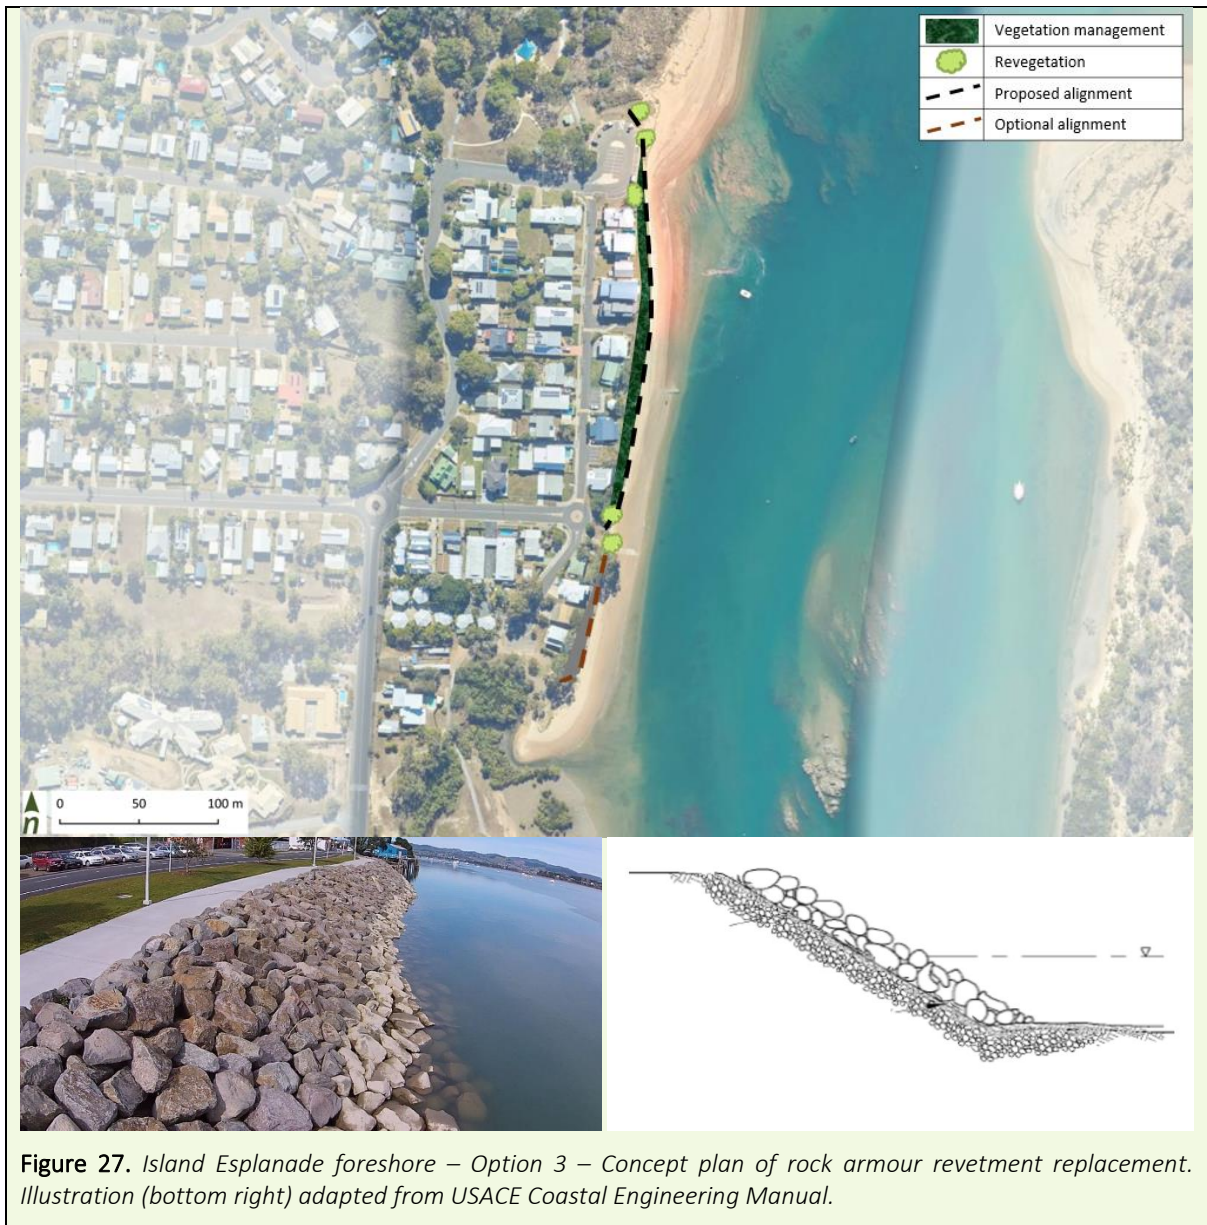 Vegetation management
Revegetation
Proposed alignment
Optional alignment
n
0 50 100 m
Figure 27. Island Esplanade foreshore – Option 3 – Concept plan of rock armour revetment replacement.
Illustration (bottom right) adapted from USACE Coastal Engineering Manual.